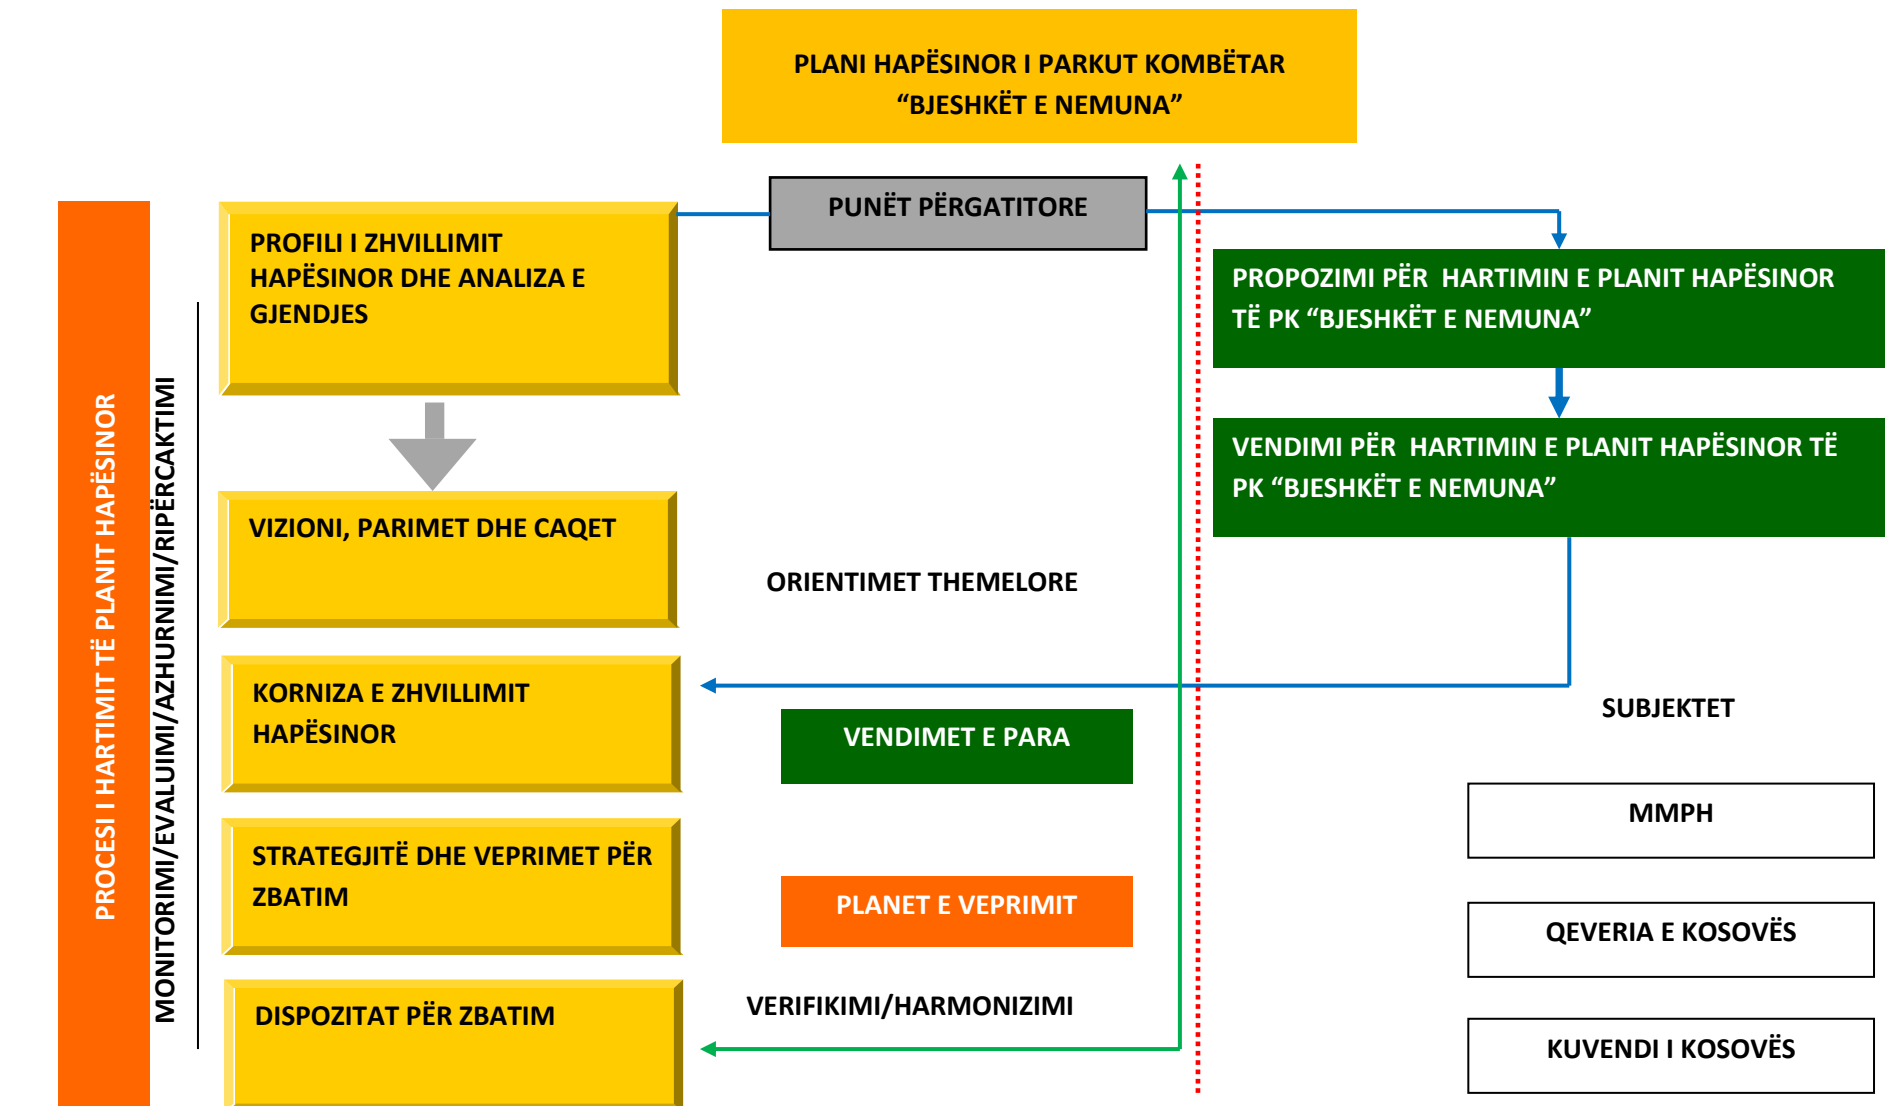 PLANI HAPËSINOR I PARKUT KOMBËTAR
“BJESHKËT E NEMUNA”
PUNËT PËRGATITORE
PROCESI I HARTIMIT TË PLANIT HAPËSINOR
MONITORIMI/EVALUIMI/AZHURNIMI/RIPËRCAKTIMI
PROFILI I ZHVILLIMIT
HAPËSINOR DHE ANALIZA E
GJENDJES
VIZIONI, PARIMET DHE CAQET
KORNIZA E ZHVILLIMIT
HAPËSINOR
STRATEGJITË DHE VEPRIMET PËR
ZBATIM
DISPOZITAT PËR ZBATIM
ORIENTIMET THEMELORE
VENDIMET E PARA
PLANET E VEPRIMIT
VERIFIKIMI/HARMONIZIMI
PROPOZIMI PËR HARTIMIN E PLANIT HAPËSINOR
TË PK “BJESHKËT E NEMUNA”
VENDIMI PËR HARTIMIN E PLANIT HAPËSINOR TË
PK “BJESHKËT E NEMUNA”
SUBJEKTET
MMPH
QEVERIA E KOSOVËS
KUVENDI I KOSOVËS